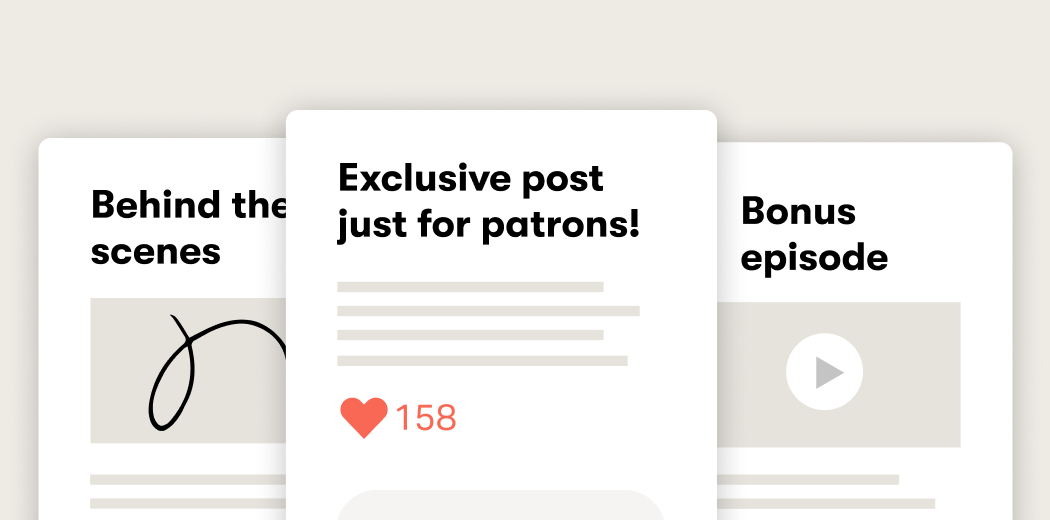 Behind the
scenes
Exclusive post
just for patrons!
158
Bonus
episode